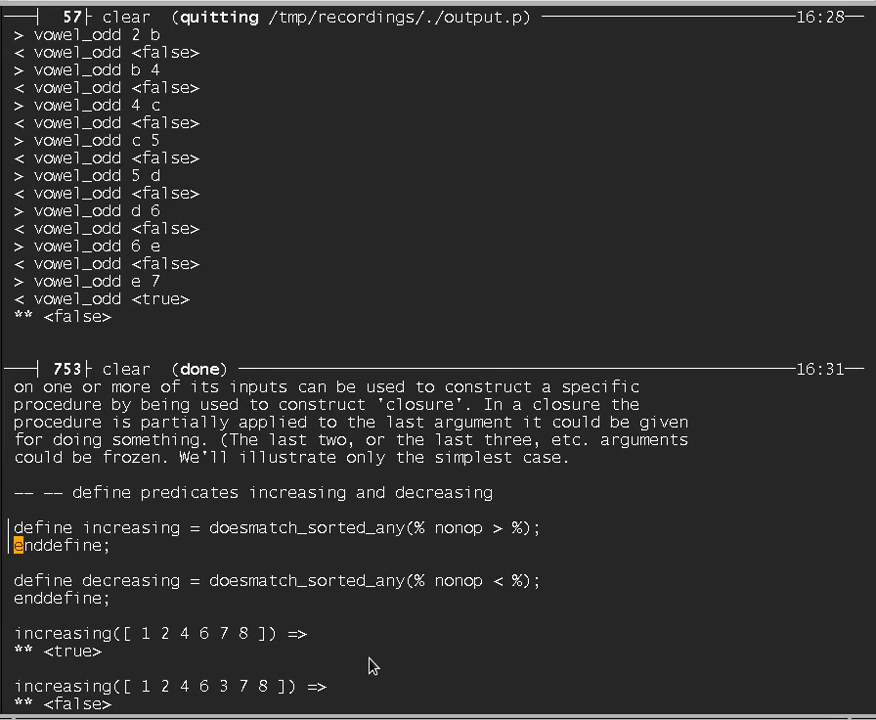 57 clear (quitting /tmp/recordings/./output.p) 16:28
> vowel_odd 2 b
< vowel_odd <false>
> vowel_odd b 4
< vowel_odd <false>
> vowel_odd 4 c
< vowel_odd <false>
> vowel_odd c 5
< vowel_odd <false>
> vowel_odd 5 d
< vowel_odd <false>
> vowel_odd d 6
< vowel_odd <false>
> vowel_odd 6 e
< vowel_odd <false>
> vowel_odd e 7
< vowel_odd <true>
** <false>
753 clear (done) 16:31
on one or more of its inputs can be used to construct a specific
procedure by being used to construct 'closure'. In a closure the
procedure is partially applied to the last argument it could be given
for doing something. (The last two, or the last three, etc. arguments
could be frozen. We'll illustrate only the simplest case.
-- -- define predicates increasing and decreasing
define increasing = doesmatch_sorted_any(% nonop > %);
enddefine;
define decreasing = doesmatch_sorted_any(% nonop < %);
enddefine;
increasing([ 1 2 4 6 7 8 ]) =>
** <true>
increasing([ 1 2 4 6 3 7 8 ]) =>
** <false>